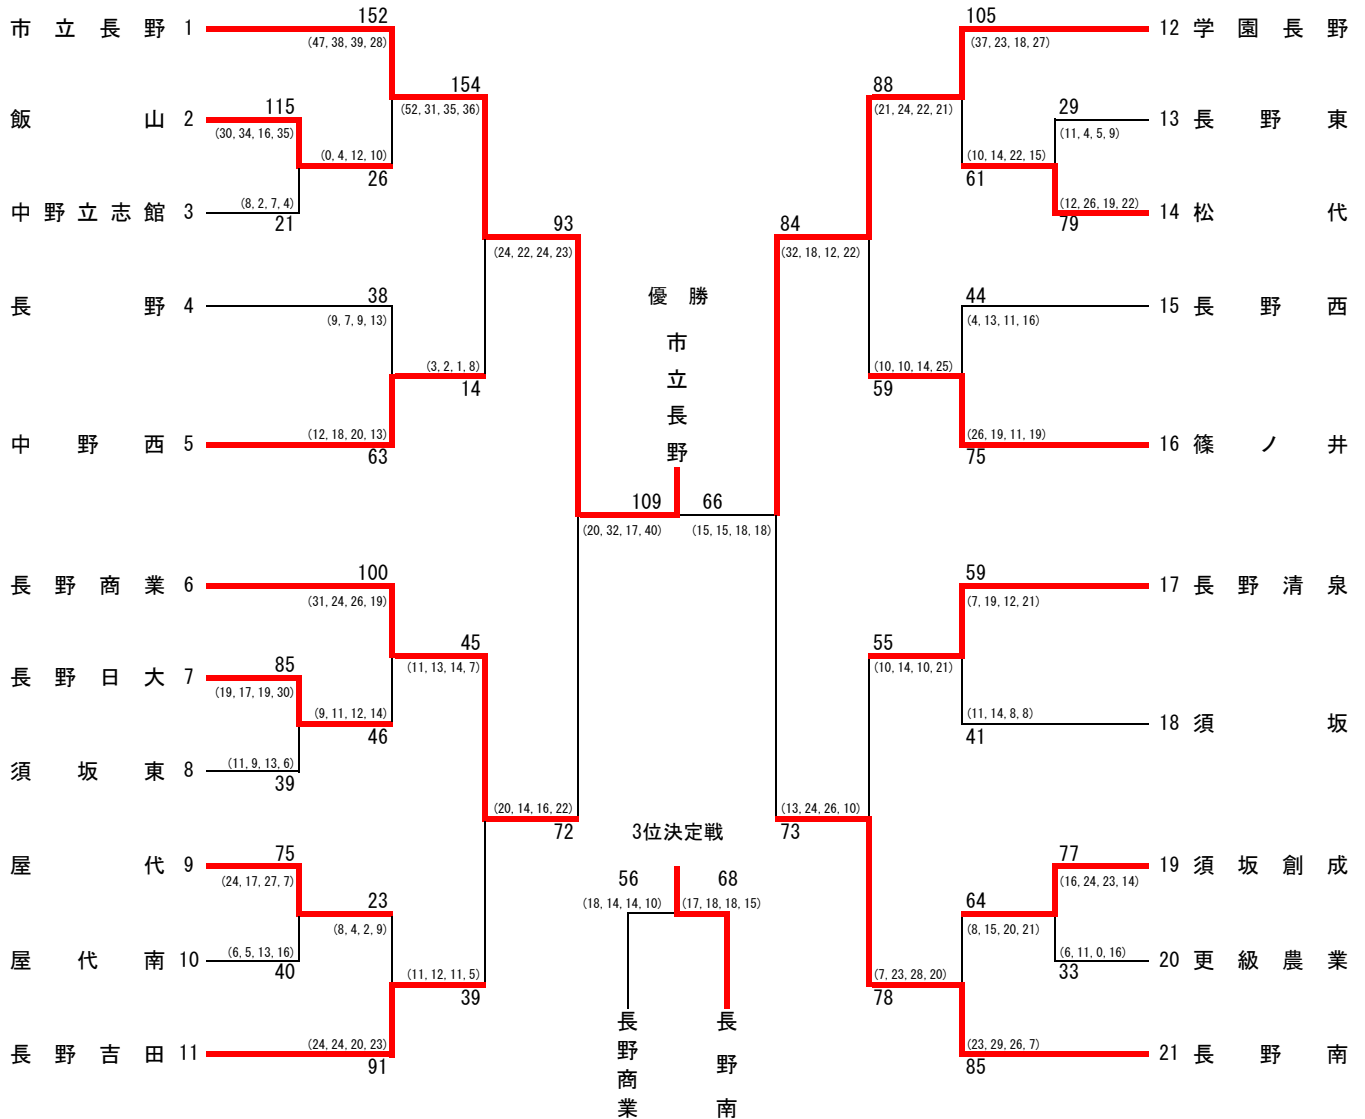 市立長野 1
152
(47, 38, 39, 28)
154
(52, 31, 35, 36)
飯山 2
115
(30, 34, 16, 35)
(0, 4, 12, 10)
26
中野立志館 3
(8, 2, 7, 4)
21
93
(24, 22, 24, 23)
長野 4
38
(9, 7, 9, 13)
(3, 2, 1, 8)
14
中野西 5
(12, 18, 20, 13)
63
109
(20, 32, 17, 40)
長野商業 6
100
(31, 24, 26, 19)
45
(11, 13, 14, 7)
長野日大 7
85
(19, 17, 19, 30)
(9, 11, 12, 14)
46
須坂東 8
(11, 9, 13, 6)
39
(20, 14, 16, 22)
72
屋代 9
75
(24, 17, 27, 7)
23
(8, 4, 2, 9)
屋代南 10
(6, 5, 13, 16)
40
(11, 12, 11, 5)
39
長野吉田 11
(24, 24, 20, 23)
91
優勝
市立長野
3位決定戦
56
(18, 14, 14, 10)
68
(17, 18, 18, 15)
長野商業
長野南
105
(37, 23, 18, 27)
12 学園長野
88
(21, 24, 22, 21)
29
(11, 4, 5, 9)
13 長野東
(10, 14, 22, 15)
61
(12, 26, 19, 22)
79
14 松代
84
(32, 18, 12, 22)
44
(4, 13, 11, 16)
15 長野西
(10, 10, 14, 25)
59
(26, 19, 11, 19)
75
16 篠ノ井
66
(15, 15, 18, 18)
59
(7, 19, 12, 21)
17 長野清泉
55
(10, 14, 10, 21)
(11, 14, 8, 8)
41
18 須坂
(13, 24, 26, 10)
73
77
(16, 24, 23, 14)
19 須坂創成
64
(8, 15, 20, 21)
(6, 11, 0, 16)
33
20 更級農業
(7, 23, 28, 20)
78
(23, 29, 26, 7)
85
21 長野南